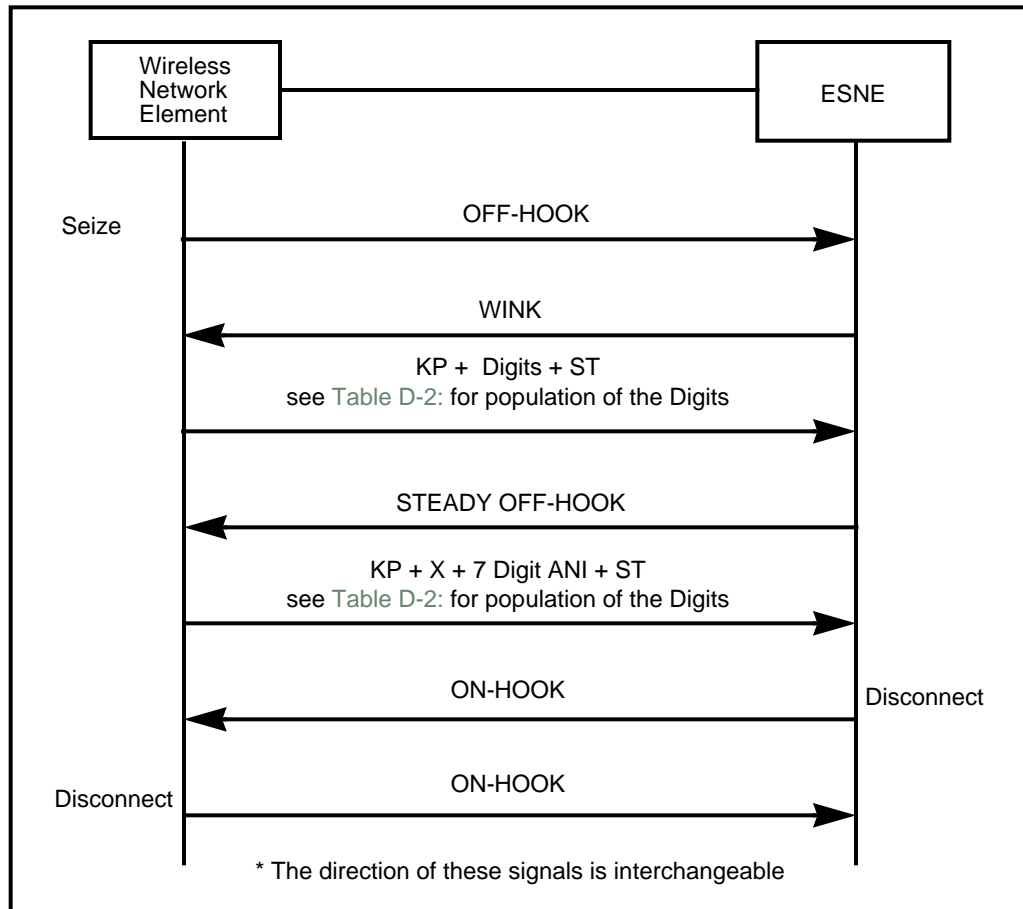 Wireless
Network
Element
ESNE
Seize
OFF-HOOK
WINK
KP + Digits + ST
see Table D-2: for population of the Digits
STEADY OFF-HOOK
KP + X + 7 Digit ANI + ST
see Table D-2: for population of the Digits
ON-HOOK
Disconnect
ON-HOOK
Disconnect
* The direction of these signals is interchangeable